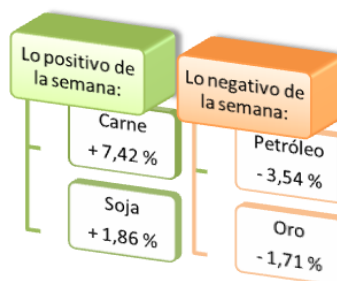 Lo positivo de
la semana:
Carne
+ 7,42 %
Soja
+ 1,86 %
Lo negativo de
la semana:
Petróleo
- 3,54 %
Oro
- 1,71 %